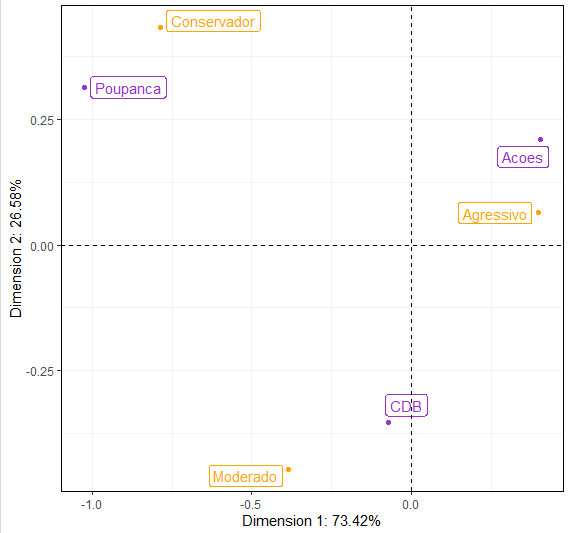 Conservador
Poupanca
0.25
Acoes
Agressivo
0.00
Dimension 2: 26.58%
-0.25
CDB
Moderado
-1.0
-0.5
0.0
Dimension 1: 73.42%